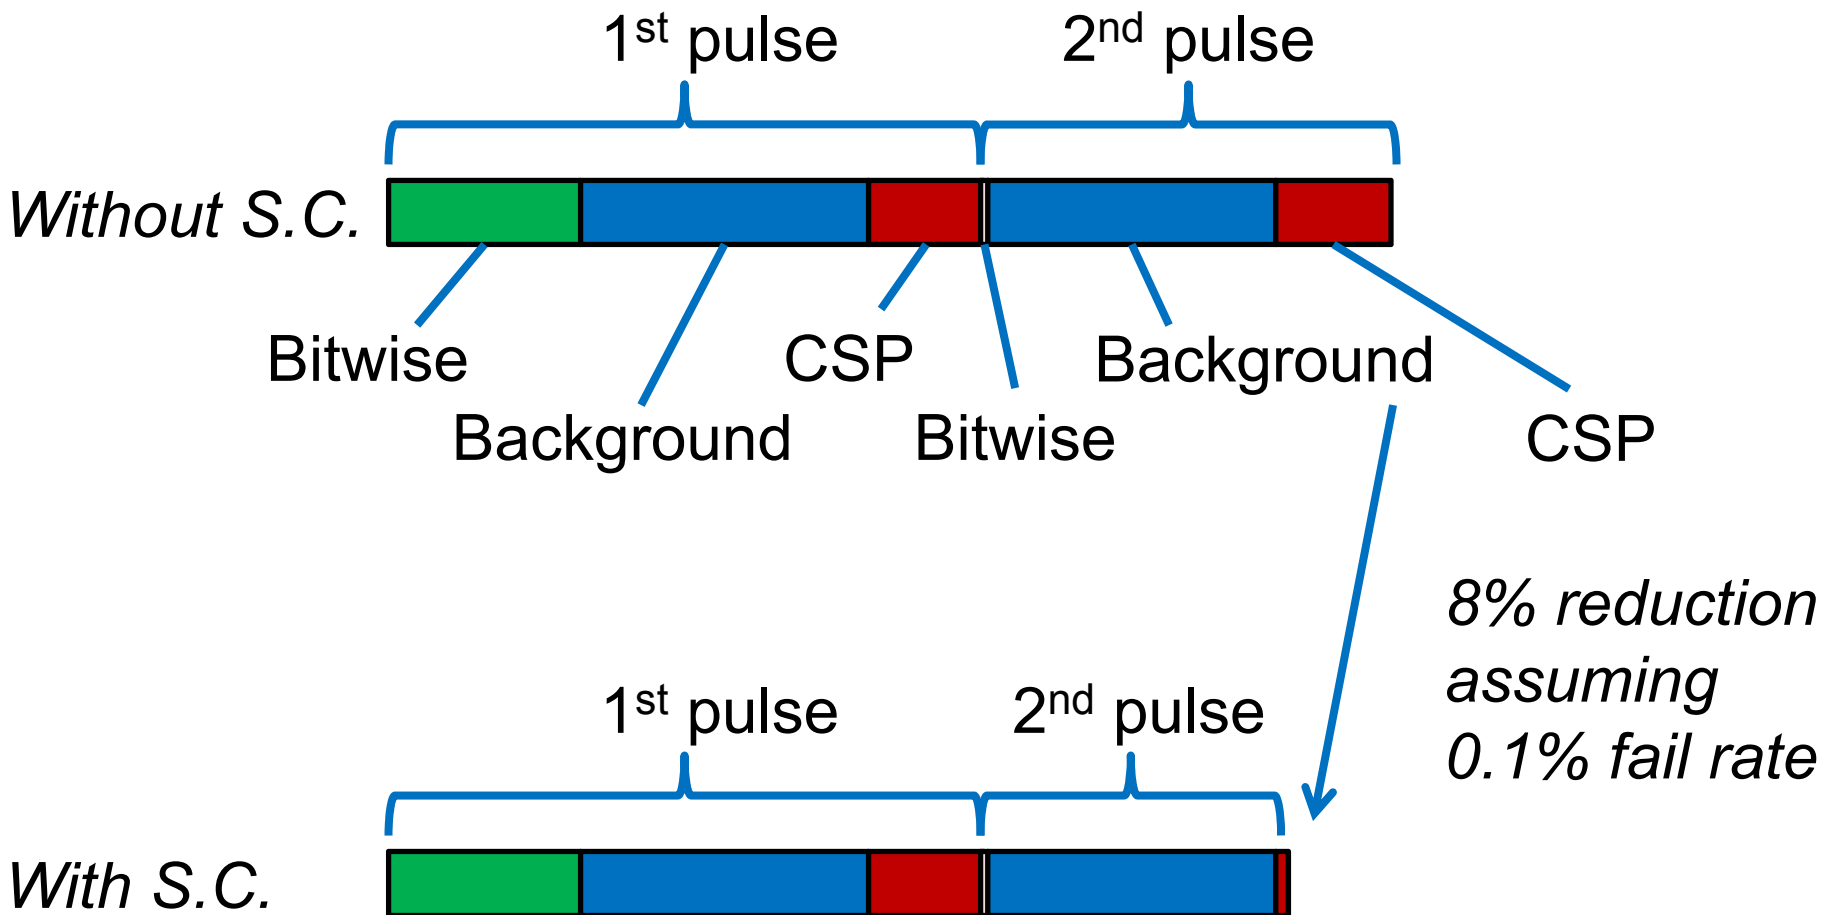 1st pulse
2nd pulse
Without S.C.
Bitwise
CSP
Background
Background
Bitwise
CSP
8% reduction
assuming
0.1% fail rate
1st pulse
2nd pulse
With S.C.